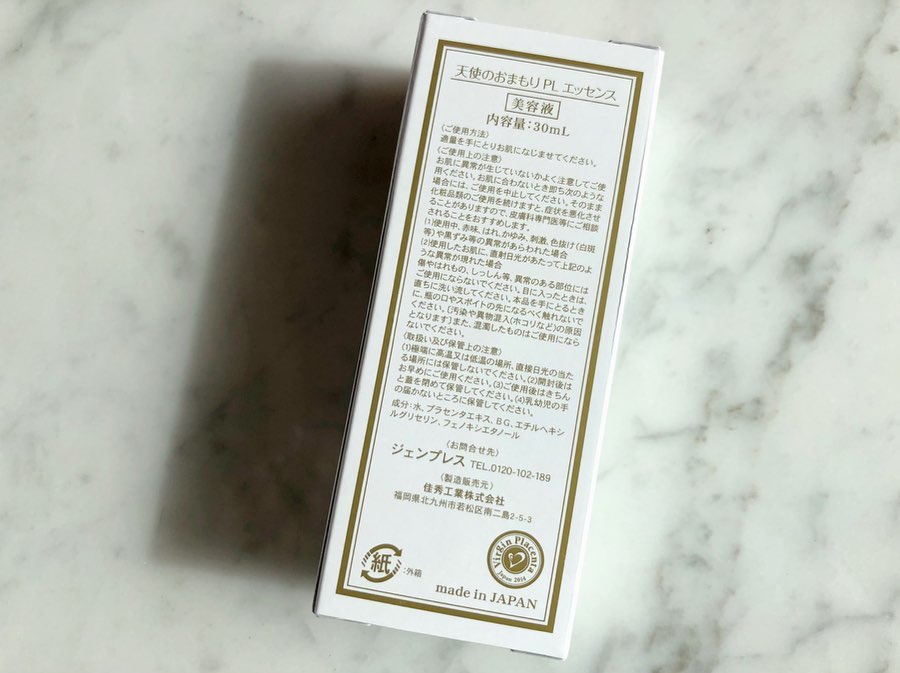 天使のおまもり PL エッセンス
美容液
内容量：30mL
〈ご使用方法〉
適量を手にとりお肌になじませてください。
〈ご使用上の注意〉
お肌に異常が生じていないかよく注意してご使
用ください。お肌に合わないとき即ち次のような
場合には、ご使用を中止してください。そのまま
化粧品類のご使用を続けますと、症状を悪化させ
ることがありますので、皮膚科専門医等にご相談
されることをおすすめします。
(1)使用中、赤味、はれ、かゆみ、刺激、色抜け(白斑
等)や黒ずみ等の異常があらわれた場合
(2)使用したお肌に、直射日光があたって上記のよ
うな異常が現れた場合
傷やはれもの、しっしん等、異常のある部位には
ご使用にならないでください。目に入ったときは、
直ちに洗い流してください。本品を手にとるとき
に、瓶の口やスポイトの先になるべく触れないで
ください。〔汚染や異物混入(ホコリなど)の原因
となります〕また、混濁したものはご使用になら
ないでください。
〈取扱い及び保管上の注意〉
(1)極端に高温又は低温の場所、直接日光の当た
る場所には保管しないでください。(2)開封後は
お早めにご使用ください。(3)ご使用後はきちん
と蓋を閉めて保管してください。(4)乳幼児の手
の届かないところに保管してください。
成分：水、プラセンタエキス、BG、エチルヘキシ
ルグリセリン、フェノキシエタノール
〈お問合せ先〉
ジェンプレス TEL.0120-102-189
〈製造販売元〉
佳秀工業株式会社
福岡県北九州市若松区南二島2-5-3
紙：外箱
Virgin Placenta
Japan 2014
made in JAPAN